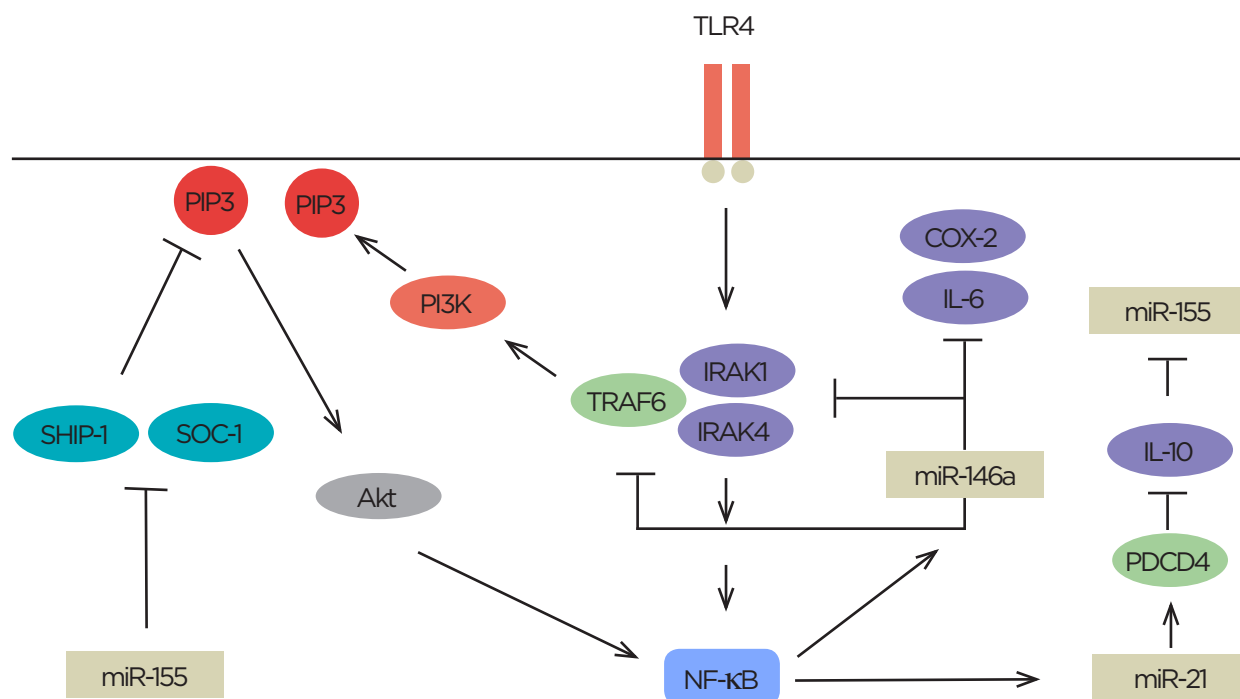 TLR4
PIP3
PIP3
COX-2
PI3K
IL-6
miR-155
IRAK1
TRAF6
IRAK4
SHIP-1
SOC-1
IL-10
miR-146a
Akt
PDCD4
miR-155
NF-κB
miR-21